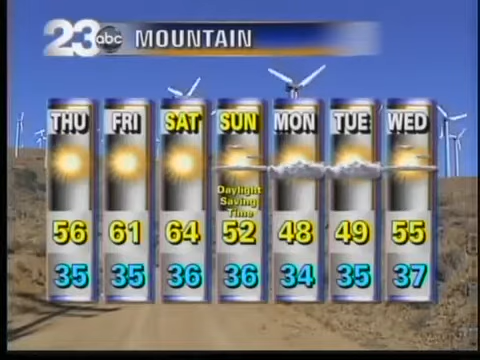 23 abc MOUNTAIN
THU FRI SAT SUN MON TUE WED
Daylight
Saving
Time
56 61 64 52 48 49 55
35 35 36 36 34 35 37